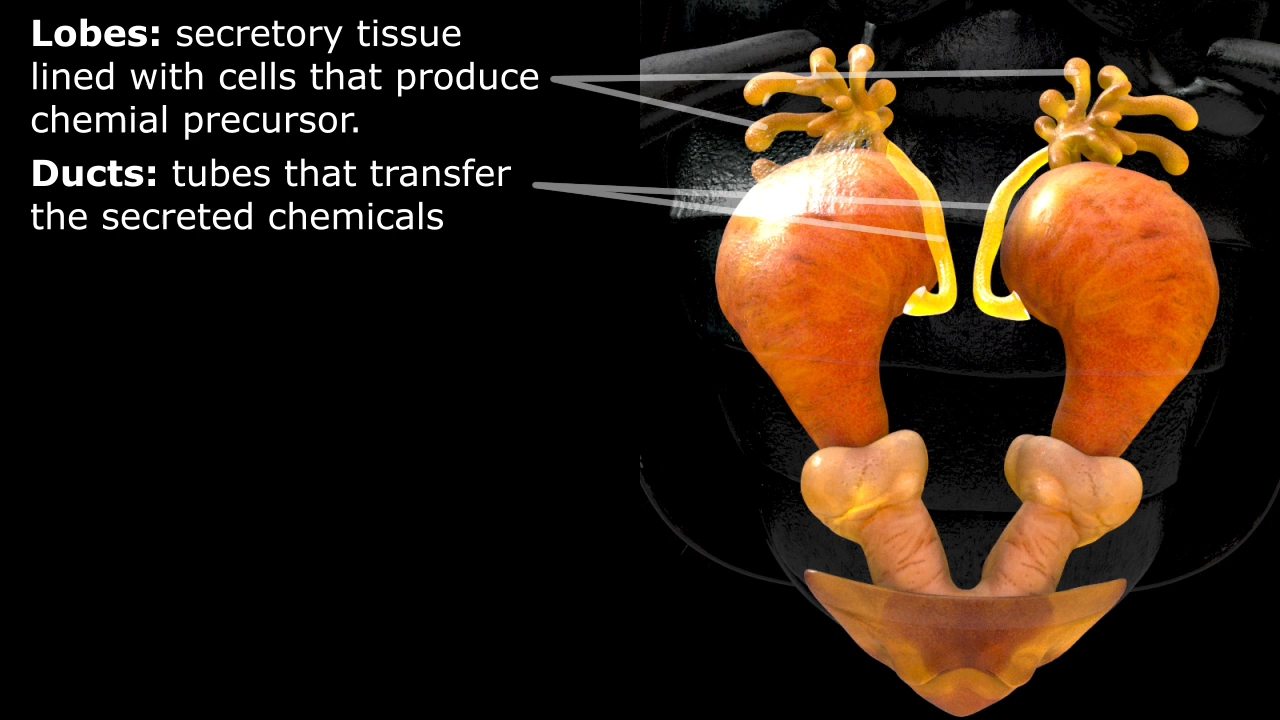 Lobes: secretory tissue
lined with cells that produce
chemial precursor.
Ducts: tubes that transfer
the secreted chemicals